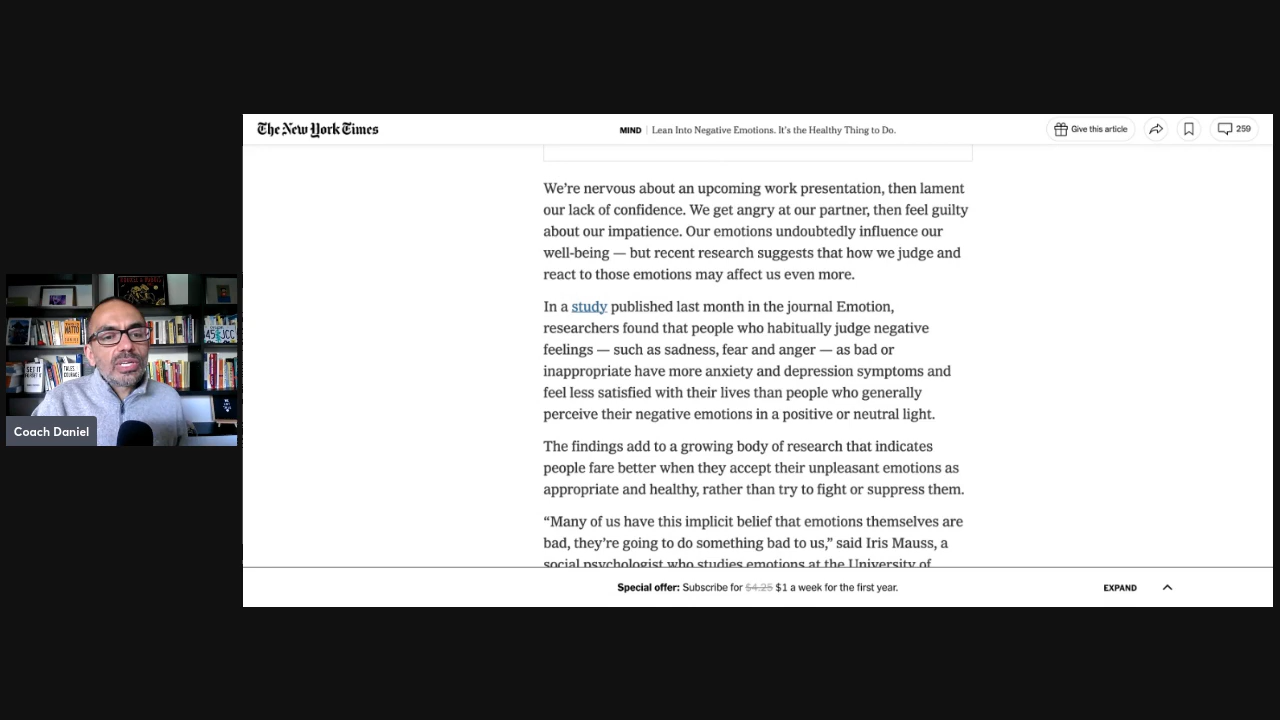 The New York Times
MIND | Lean Into Negative Emotions. It's the Healthy Thing to Do.
Give this article
259
We're nervous about an upcoming work presentation, then lament
our lack of confidence. We get angry at our partner, then feel guilty
about our impatience. Our emotions undoubtedly influence our
well-being — but recent research suggests that how we judge and
react to those emotions may affect us even more.
In a study published last month in the journal Emotion,
researchers found that people who habitually judge negative
feelings — such as sadness, fear and anger — as bad or
inappropriate have more anxiety and depression symptoms and
feel less satisfied with their lives than people who generally
perceive their negative emotions in a positive or neutral light.
The findings add to a growing body of research that indicates
people fare better when they accept their unpleasant emotions as
appropriate and healthy, rather than try to fight or suppress them.
“Many of us have this implicit belief that emotions themselves are
bad, they're going to do something bad to us,” said Iris Mauss, a
social psychologist who studies emotions at the University of
Special offer: Subscribe for $4.25 $1 a week for the first year.
EXPAND
Coach Daniel